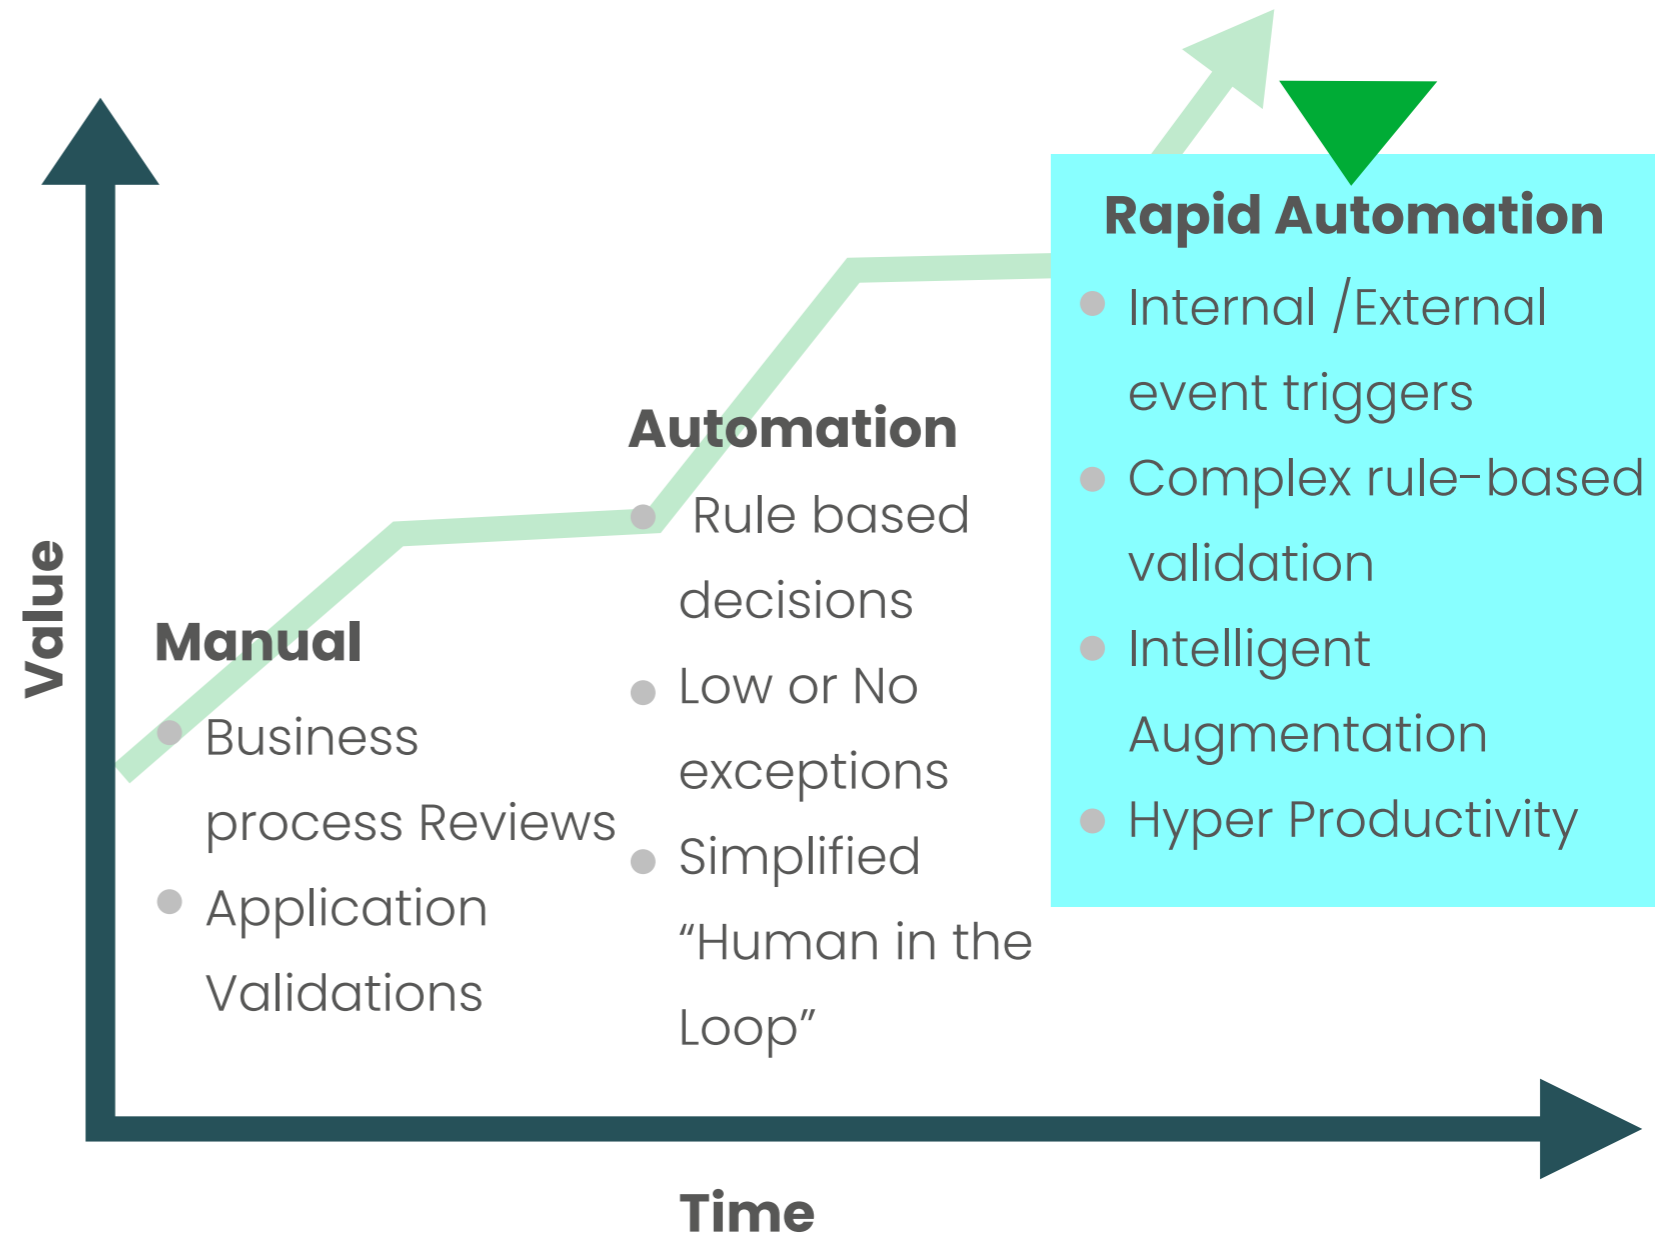 Rapid Automation
Internal /External
event triggers
Complex rule-based
validation
Intelligent
Augmentation
Hyper Productivity
Automation
Rule based
decisions
Low or No
exceptions
Simplified
“Human in the
Loop”
Manual
Business
process Reviews
Application
Validations
Value
Time